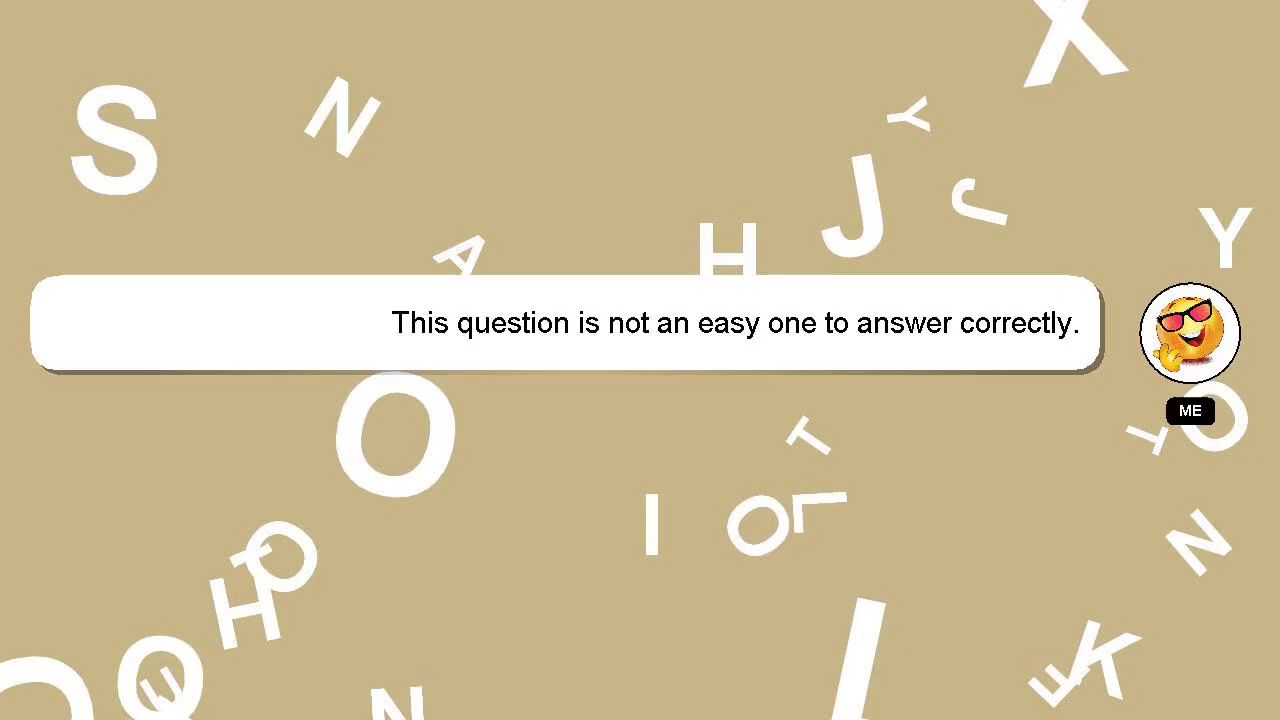 X
S
N
Y
J
J
Y
A
H
This question is not an easy one to answer correctly.
ME
O
O
T
T
I
O
L
N
O
T
H
K
E
O
N